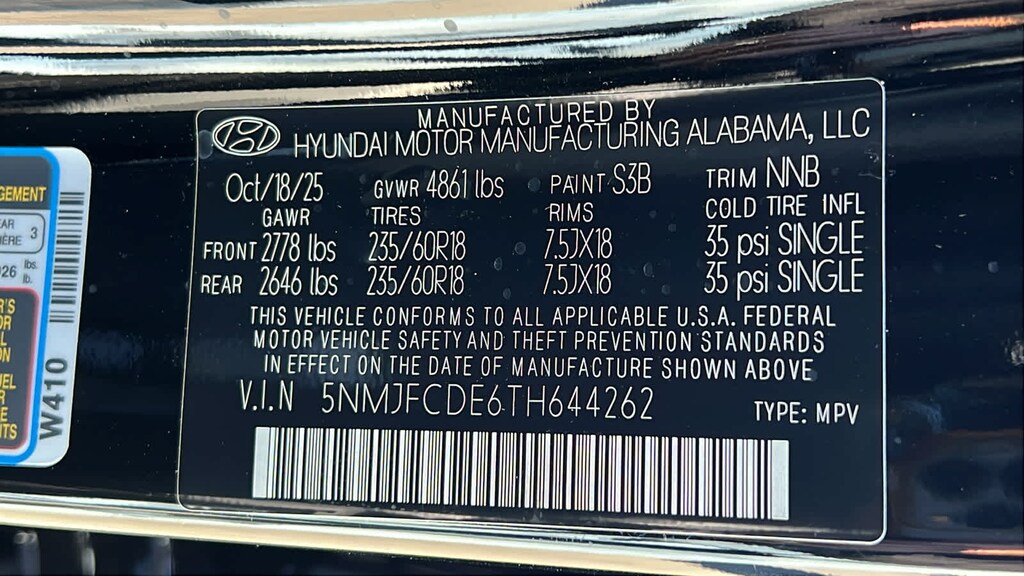 MANUFACTURED BY
HYUNDAI MOTOR MANUFACTURING ALABAMA, LLC
Oct/18/25 GVWR 4861 lbs PAINT S3B TRIM NNB
GAWR TIRES RIMS COLD TIRE INFL
FRONT 2778 lbs 235/60R18 7.5JX18 35 psi SINGLE
REAR 2646 lbs 235/60R18 7.5JX18 35 psi SINGLE
THIS VEHICLE CONFORMS TO ALL APPLICABLE U.S.A. FEDERAL
MOTOR VEHICLE SAFETY AND THEFT PREVENTION STANDARDS
IN EFFECT ON THE DATE OF MANUFACTURE SHOWN ABOVE
V.I.N 5NMJFCDE6TH644262 TYPE: MPV
3
lbs.
lb.
W410